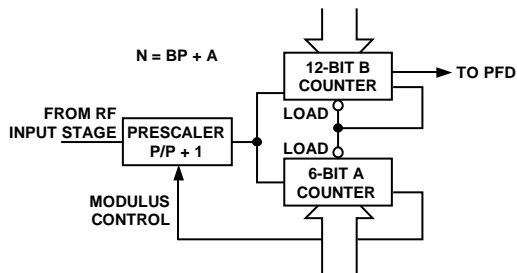 N = BP + A
12-BIT B
COUNTER
TO PFD
LOAD
FROM RF
INPUT STAGE
PRESCALER
P/P + 1
LOAD
6-BIT A
COUNTER
MODULUS
CONTROL